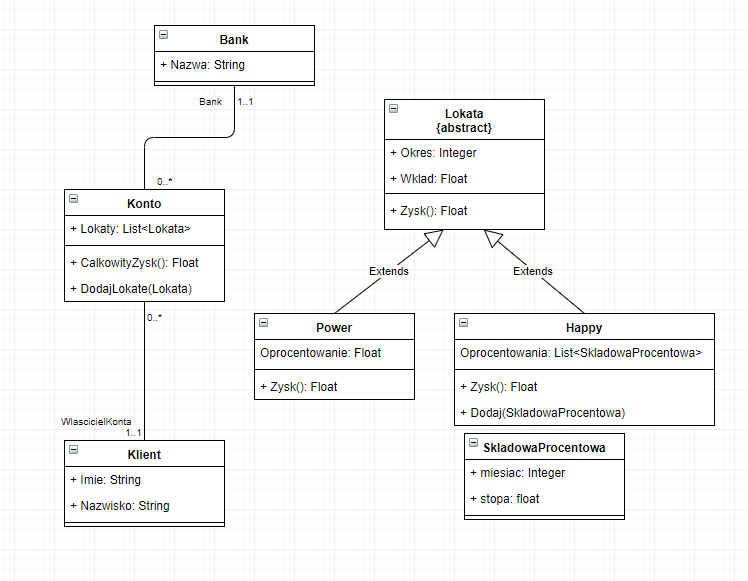 Bank
+ Nazwa: String
Bank
1..1
0..*
Konto
+ Lokaty: List<Lokata>
+ CalkowityZysk(): Float
+ DodajLokate(Lokata)
0..*
WlascicielKonta
1..1
Klient
+ Imie: String
+ Nazwisko: String
Lokata
{abstract}
+ Okres: Integer
+ Wklad: Float
+ Zysk(): Float
Extends
Extends
Power
Oprocentowanie: Float
+ Zysk(): Float
Happy
Oprocentowania: List<SkladowaProcentowa>
+ Zysk(): Float
+ Dodaj(SkladowaProcentowa)
SkladowaProcentowa
+ miesiac: Integer
+ stopa: float